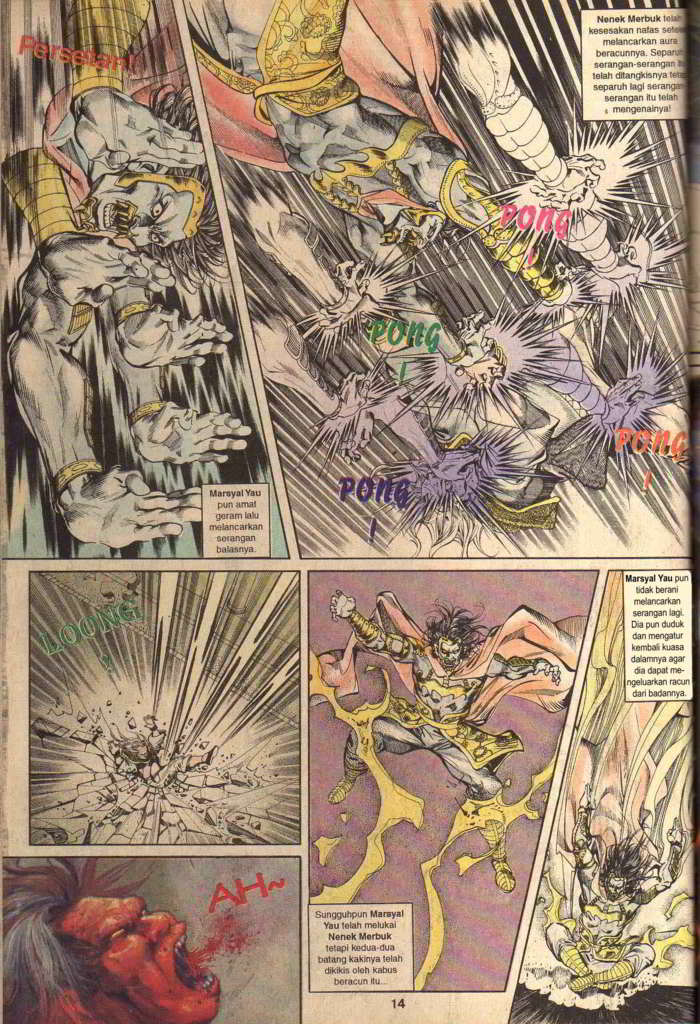 Persetan!
Nenek Merbuk telah
kesesakan nafas
melancarkan aura
beracunnya. Separuh
serangan-serangan itu
telah ditangkisnya
separuh lagi serangan-
serangan itu telah
mengenainya!
PONG
!
PONG
!
PONG
!
PONG
!
Marsyal Yau
pun amat
geram lalu
melancarkan
serangan
balasnya.
LOONG
!
AH~
Sungguhpun Marsyal
Yau telah melukai
Nenek Merbuk
tetapi kedua-dua
batang kakinya telah
dikikis oleh kabus
beracun itu...
Marsyal Yau pun
tidak berani
melancarkan
serangan lagi.
Dia pun duduk
dan mengatur
kembali kuasa
dalamnya agar
dia dapat me-
ngeluarkan racun
dari badannya.
14